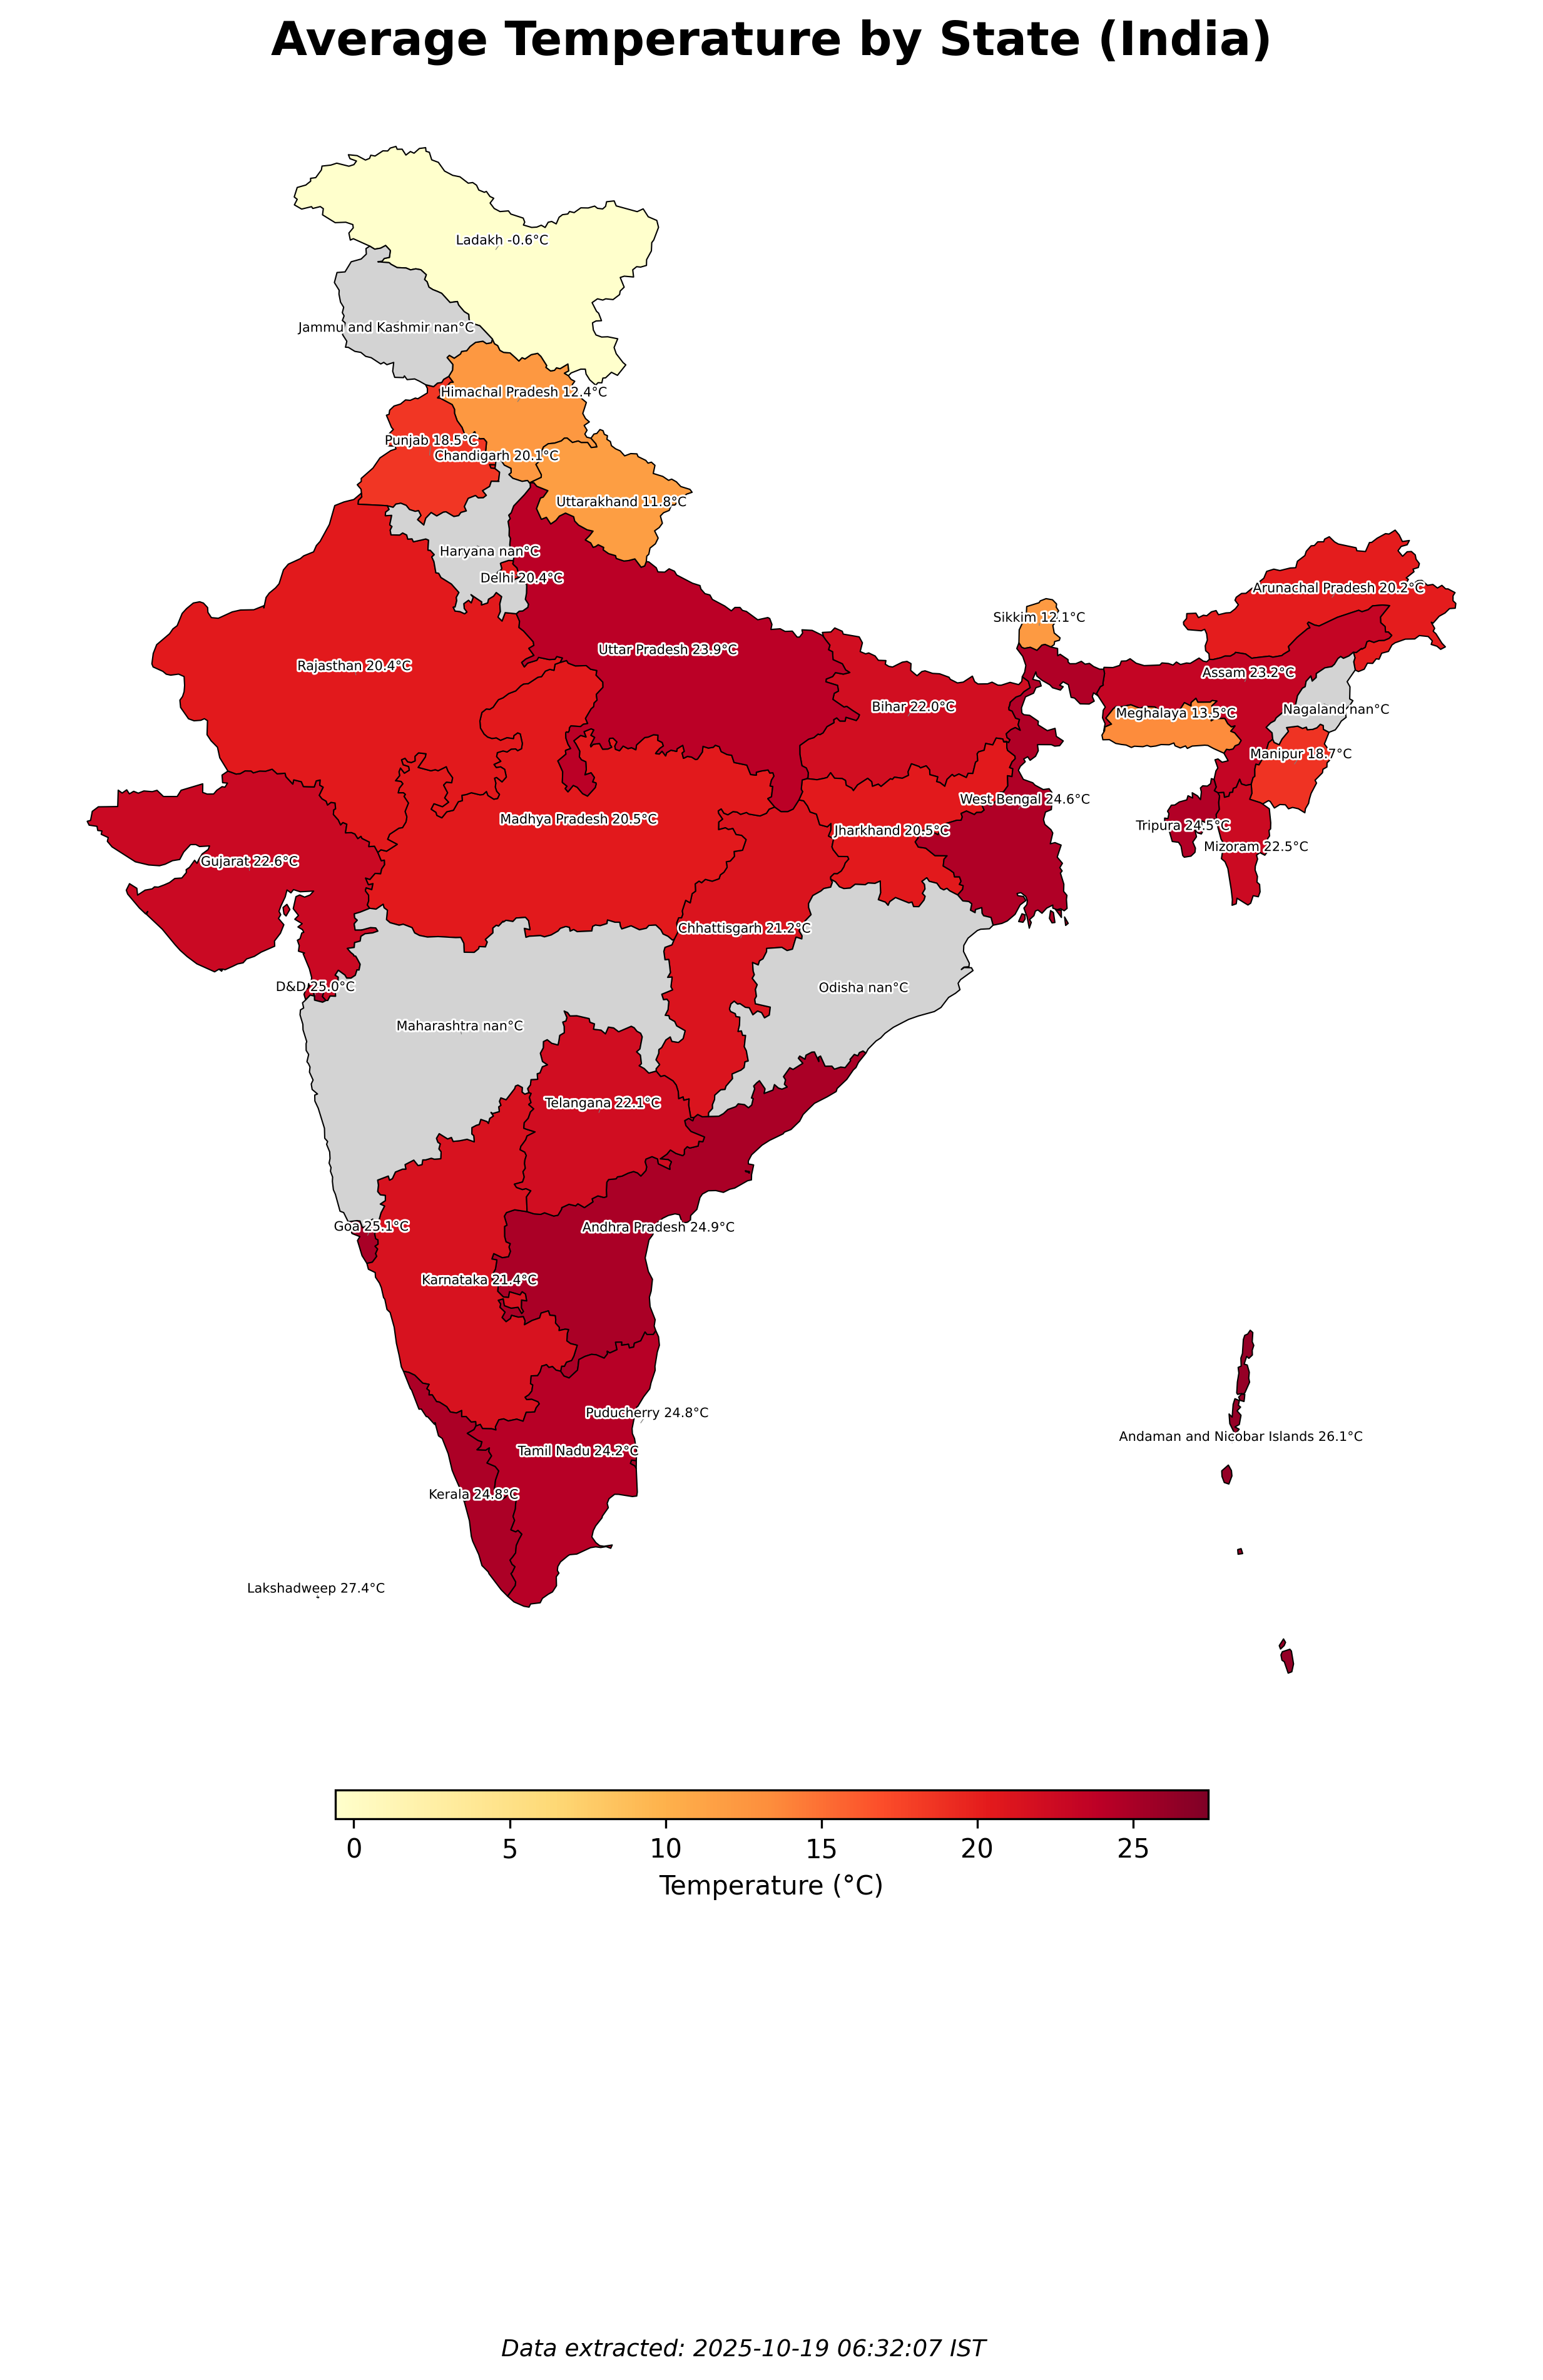 Average Temperature by State (India)
Ladakh -0.6°C
Jammu and Kashmir nan°C
Himachal Pradesh 12.4°C
Punjab 18.5°C
Chandigarh 20.1°C
Uttarakhand 11.8°C
Haryana nan°C
Delhi 20.4°C
Arunachal Pradesh 20.2°C
Sikkim 12.1°C
Uttar Pradesh 23.9°C
Rajasthan 20.4°C
Assam 23.2°C
Bihar 22.0°C
Nagaland nan°C
Meghalaya 13.5°C
Manipur 18.7°C
West Bengal 24.6°C
Madhya Pradesh 20.5°C
Tripura 24.5°C
Jharkhand 20.5°C
Mizoram 22.5°C
Gujarat 22.6°C
Chhattisgarh 21.2°C
D&D 25.0°C
Odisha nan°C
Maharashtra nan°C
Telangana 22.1°C
Goa 25.1°C
Andhra Pradesh 24.9°C
Karnataka 21.4°C
Puducherry 24.8°C
Andaman and Nicobar Islands 26.1°C
Tamil Nadu 24.2°C
Kerala 24.8°C
Lakshadweep 27.4°C
0 5 10 15 20 25
Temperature (°C)
Data extracted: 2025-10-19 06:32:07 IST